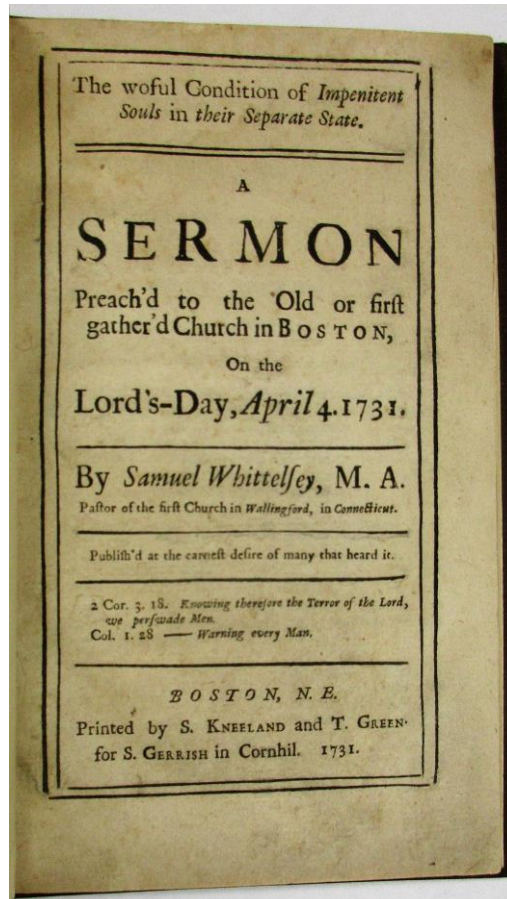 The woful Condition of Impenitent
Souls in their Separate State.
A
SERMON
Preach'd to the Old or firſt
gather'd Church in BOSTON,
On the
Lord's-Day, April 4. 1731.
By Samuel Whittelſey, M. A.
Paſtor of the firſt Church in Wallingford, in Connecticut.
Publiſh'd at the earneſt deſire of many that heard it.
2 Cor. 3. 18. Knowing therefore the Terror of the Lord,
we perſwade Men.
Col. 1. 28 —— Warning every Man.
BOSTON, N. E.
Printed by S. KNEELAND and T. GREEN·
for S. GERRISH in Cornhil. 1731.